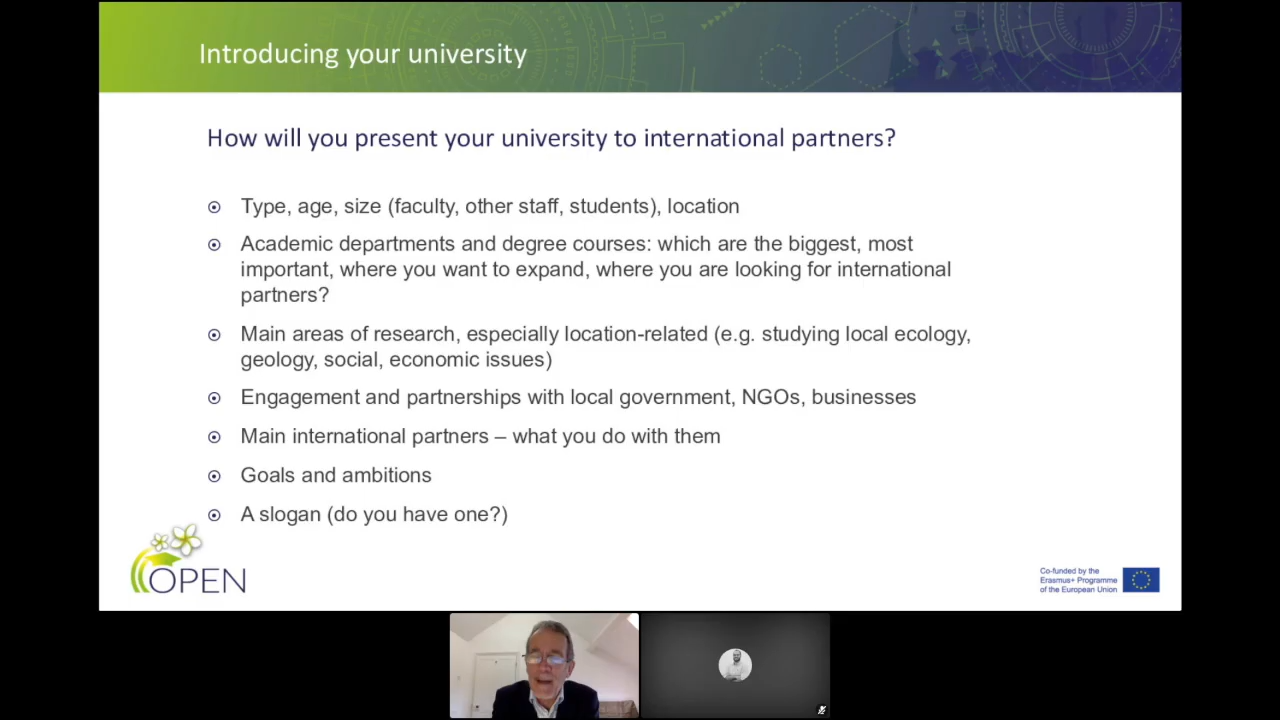 Introducing your university
How will you present your university to international partners?
Type, age, size (faculty, other staff, students), location
Academic departments and degree courses: which are the biggest, most
important, where you want to expand, where you are looking for international
partners?
Main areas of research, especially location-related (e.g. studying local ecology,
geology, social, economic issues)
Engagement and partnerships with local government, NGOs, businesses
Main international partners – what you do with them
Goals and ambitions
A slogan (do you have one?)
OPEN
Co-funded by the
Erasmus+ Programme
of the European Union